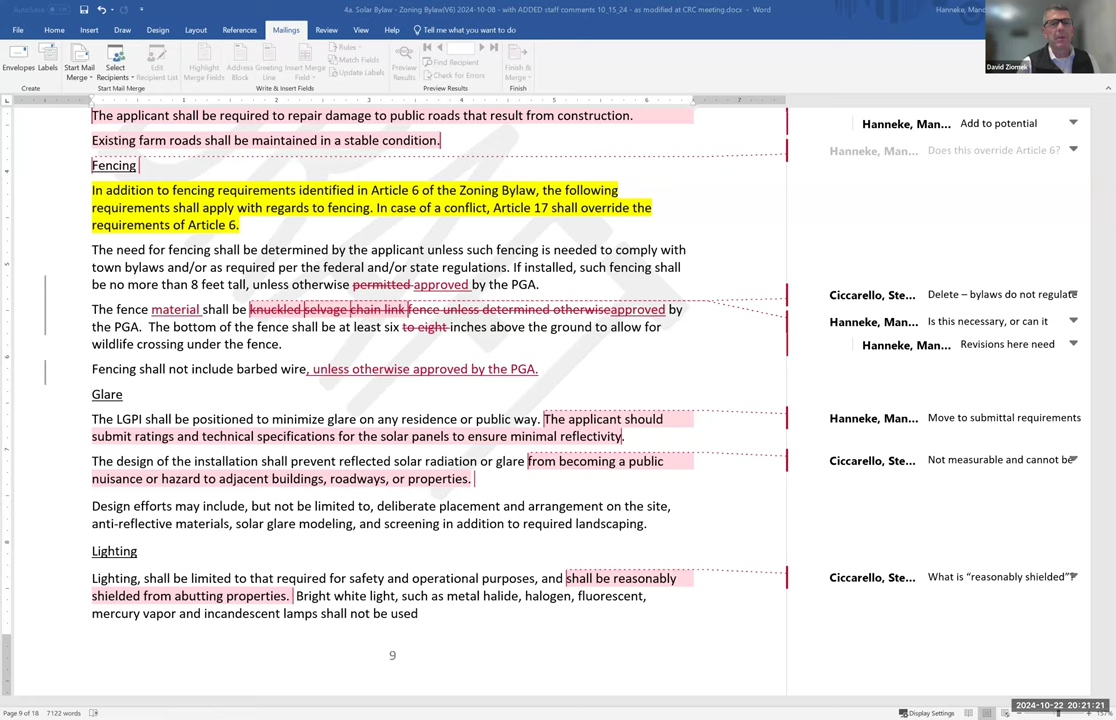 AutoSave
4a. Solar Bylaw - Zoning Bylaw(V6) 2024-10-08 - with ADDED staff comments 10_15_24 - as modified at CRC meeting.docx - Word
Hanneke, Mand
File Home Insert Draw Design Layout References Mailings Review View Help Tell me what you want to do
Envelopes Labels Start Mail Merge Select Recipients Edit Recipient List Highlight Merge Fields Address Block Greeting Line Insert Merge Field Rules Match Fields Update Labels Preview Results Find Recipient Check for Errors Finish & Merge
Create Start Mail Merge Write & Insert Fields Preview Results Finish
David Ziomek
1 2 3 4 5 6 7
The applicant shall be required to repair damage to public roads that result from construction.
Existing farm roads shall be maintained in a stable condition.
Fencing
In addition to fencing requirements identified in Article 6 of the Zoning Bylaw, the following
requirements shall apply with regards to fencing. In case of a conflict, Article 17 shall override the
requirements of Article 6.
The need for fencing shall be determined by the applicant unless such fencing is needed to comply with
town bylaws and/or as required per the federal and/or state regulations. If installed, such fencing shall
be no more than 8 feet tall, unless otherwise permitted approved by the PGA.
The fence material shall be knuckled selvage chain link fence unless determined otherwiseapproved by
the PGA. The bottom of the fence shall be at least six to eight inches above the ground to allow for
wildlife crossing under the fence.
Fencing shall not include barbed wire, unless otherwise approved by the PGA.
Glare
The LGPI shall be positioned to minimize glare on any residence or public way. The applicant should
submit ratings and technical specifications for the solar panels to ensure minimal reflectivity.
The design of the installation shall prevent reflected solar radiation or glare from becoming a public
nuisance or hazard to adjacent buildings, roadways, or properties.
Design efforts may include, but not be limited to, deliberate placement and arrangement on the site,
anti-reflective materials, solar glare modeling, and screening in addition to required landscaping.
Lighting
Lighting, shall be limited to that required for safety and operational purposes, and shall be reasonably
shielded from abutting properties. Bright white light, such as metal halide, halogen, fluorescent,
mercury vapor and incandescent lamps shall not be used
9
DRAFT
Hanneke, Man... Add to potential
Hanneke, Man... Does this override Article 6?
Ciccarello, Ste... Delete – bylaws do not regulate
Hanneke, Man... Is this necessary, or can it
Hanneke, Man... Revisions here need
Hanneke, Man... Move to submittal requirements
Ciccarello, Ste... Not measurable and cannot be
Ciccarello, Ste... What is “reasonably shielded”?
Page 9 of 18 7122 words
Display Settings
2024-10-22 20:21:21